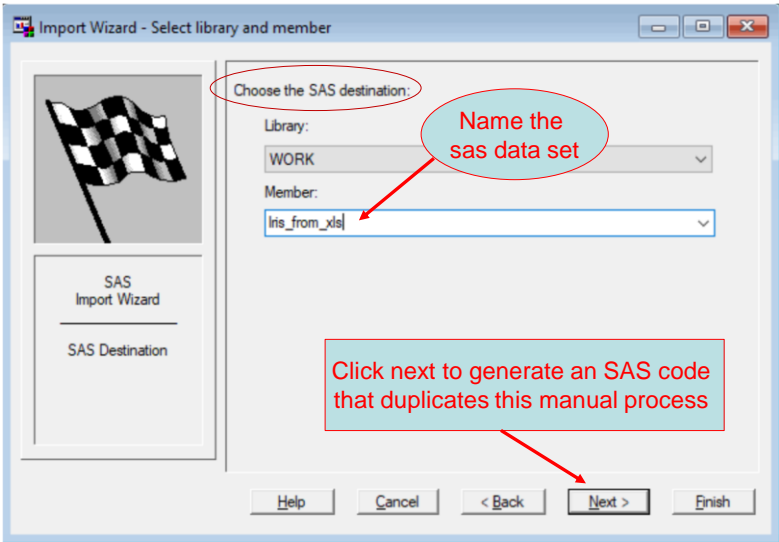 Import Wizard - Select library and member
Choose the SAS destination:
Library:
WORK
Name the
sas data set
Member:
Iris_from_xls
SAS
Import Wizard
SAS Destination
Click next to generate an SAS code
that duplicates this manual process
Help
Cancel
< Back
Next >
Finish